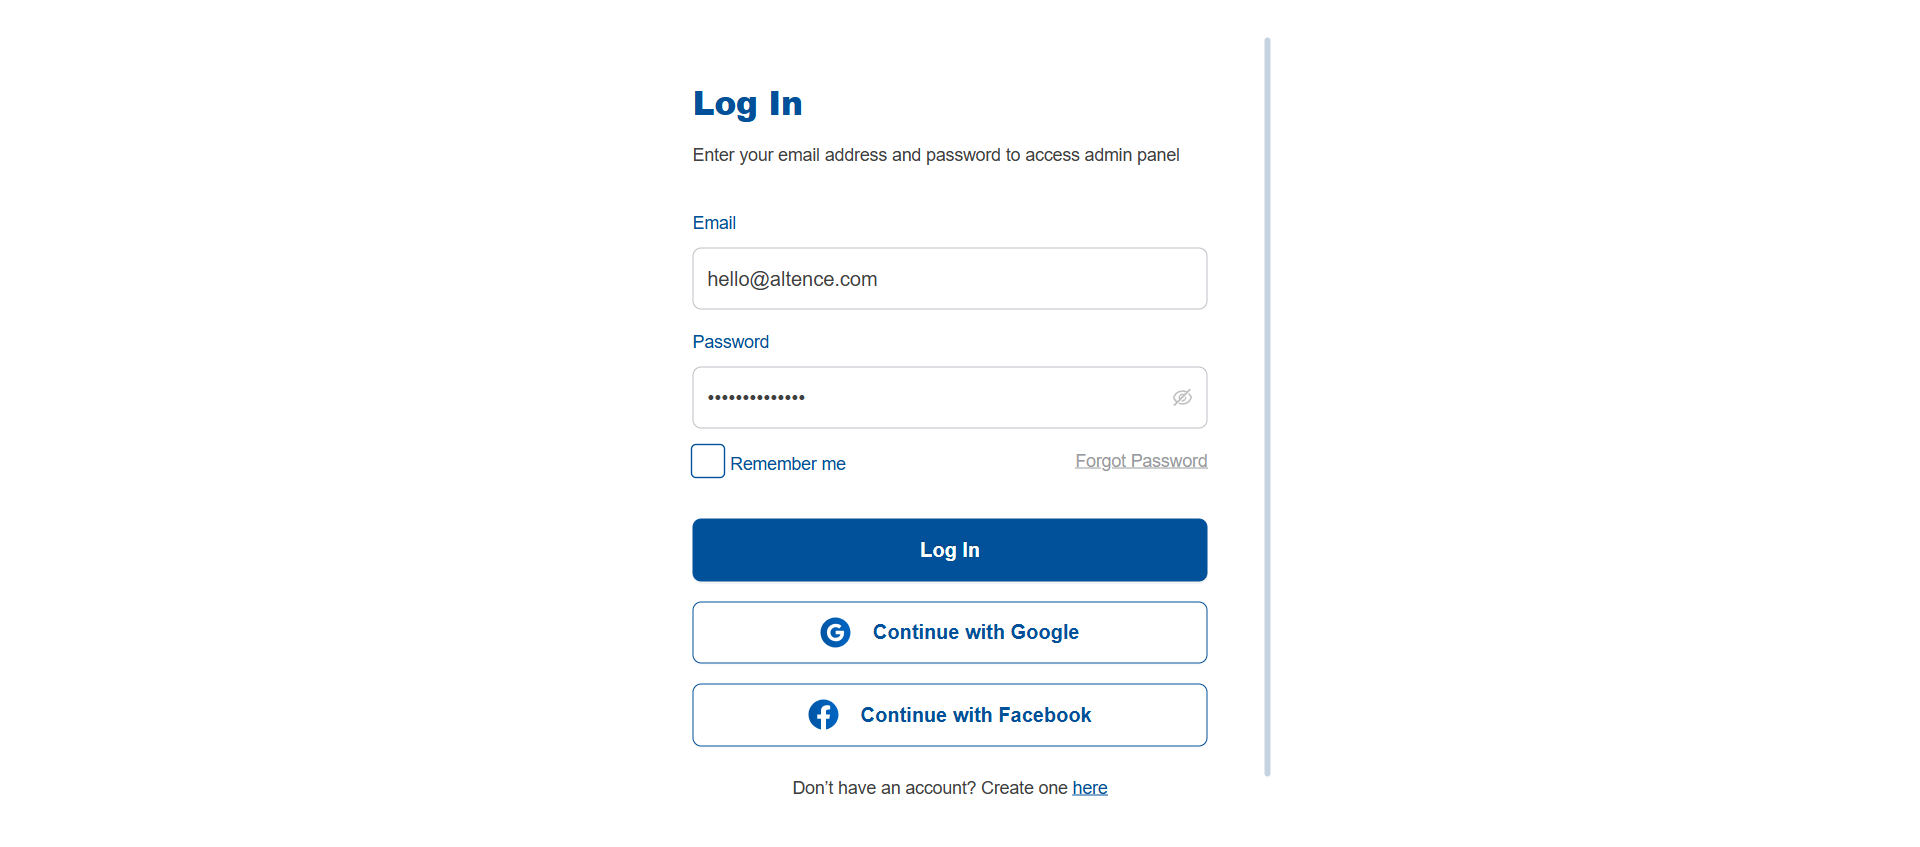 Log In
Enter your email address and password to access admin panel
Email
hello@altence.com
Password
••••••••••••••
Remember me
Forgot Password
Log In
Continue with Google
Continue with Facebook
Don't have an account? Create one here